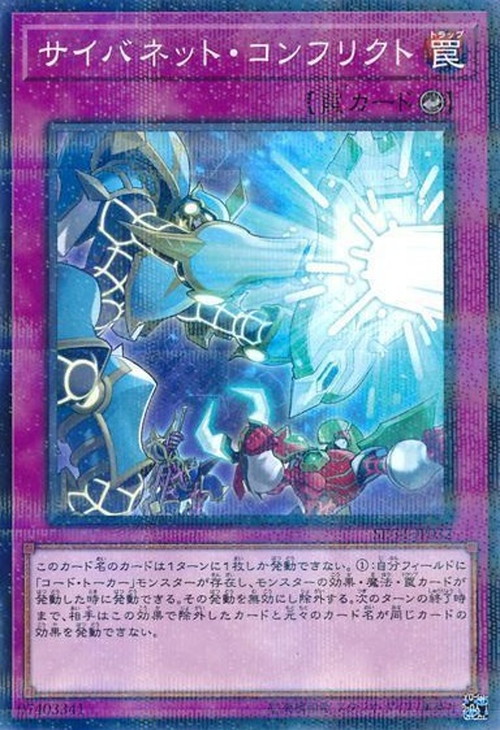 サイバネット・コンフリクト
トラップ
罠
【罠カード】
このカード名のカードは1ターンに1枚しか発動できない。①:自分フィールドに
「コード・トーカー」モンスターが存在し、モンスターの効果・魔法・罠カードが
発動した時に発動できる。その発動を無効にし除外する。次のターンの終了時
まで、相手はこの効果で除外したカードと元々のカード名が同じカードの
効果を発動できない。